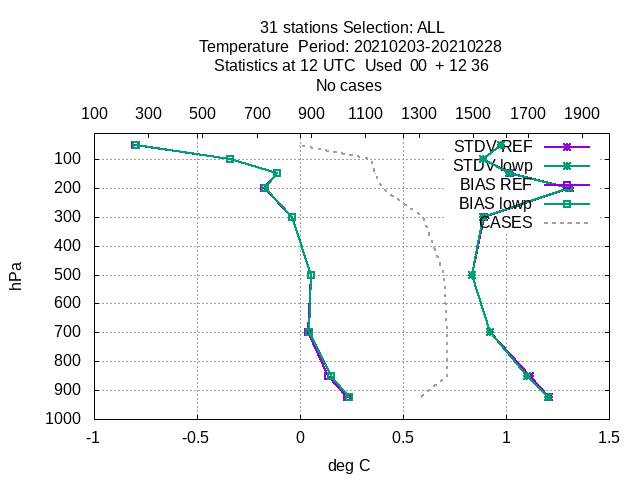 31 stations Selection: ALL
Temperature  Period: 20210203-20210228
Statistics at 12 UTC  Used  00  + 12 36
No cases
100 300 500 700 900 1100 1300 1500 1700 1900
STDV REF
STDV lowp
BIAS REF
BIAS lowp
CASES
hPa
100
200
300
400
500
600
700
800
900
1000
-1 -0.5 0 0.5 1 1.5
deg C